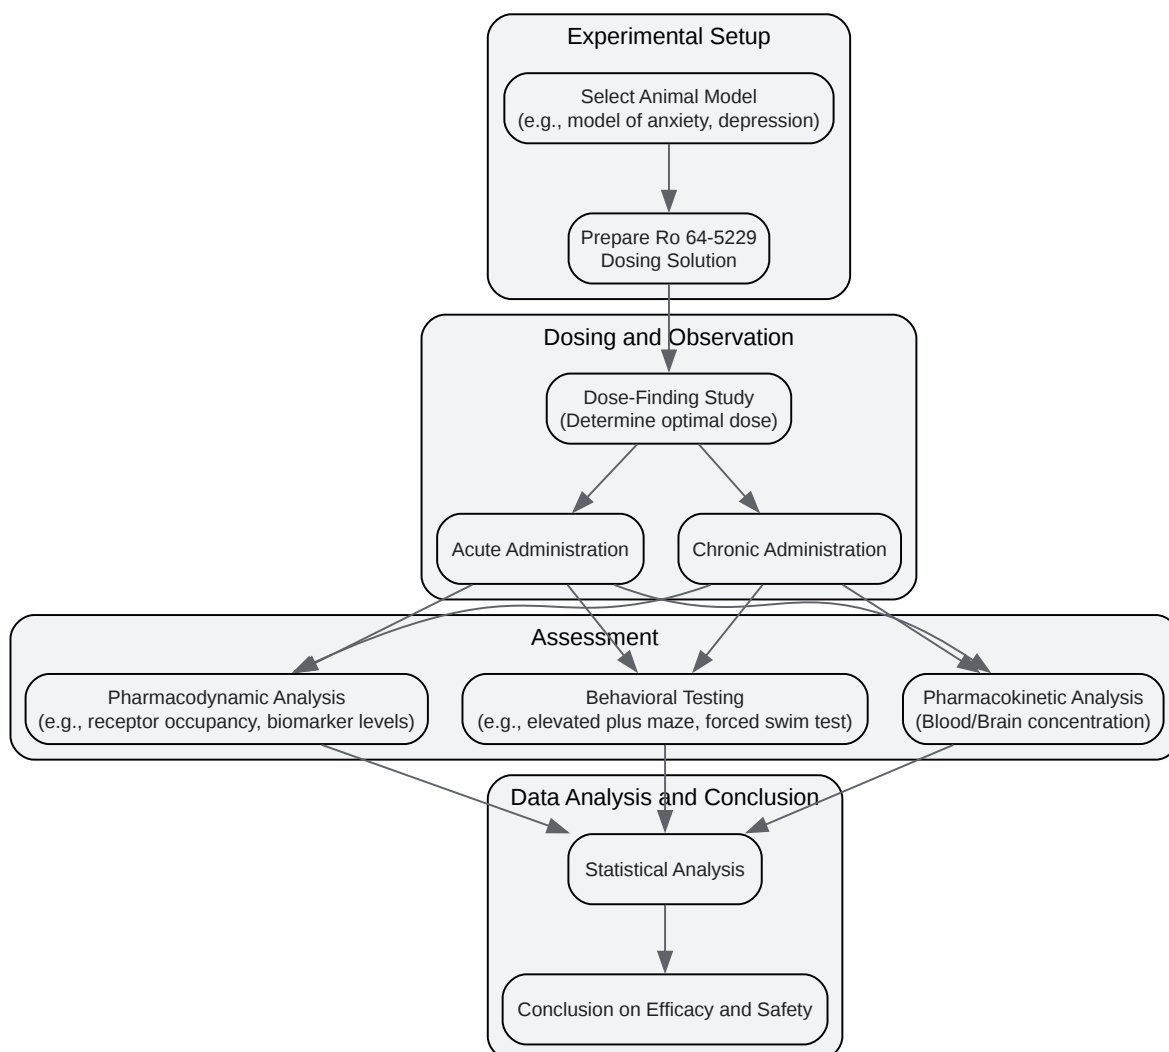 Experimental Setup
Select Animal Model
(e.g., model of anxiety, depression)
Prepare Ro 64-5229
Dosing Solution
Dosing and Observation
Dose-Finding Study
(Determine optimal dose)
Acute Administration
Chronic Administration
Assessment
Pharmacodynamic Analysis
(e.g., receptor occupancy, biomarker levels)
Behavioral Testing
(e.g., elevated plus maze, forced swim test)
Pharmacokinetic Analysis
(Blood/Brain concentration)
Data Analysis and Conclusion
Statistical Analysis
Conclusion on Efficacy and Safety